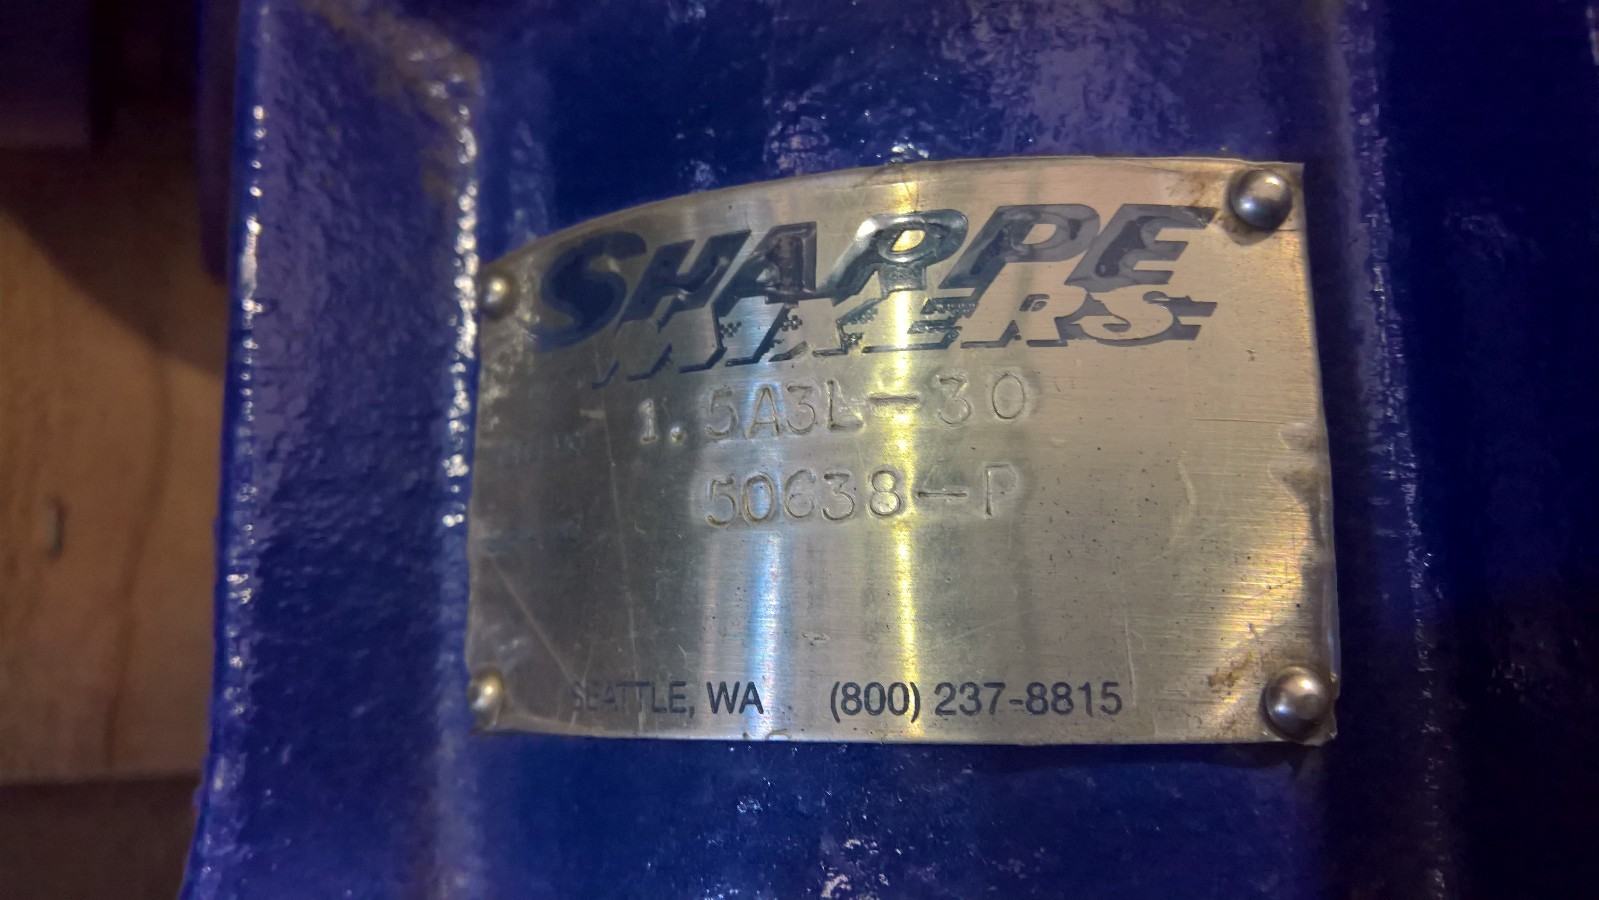 SHARPE
MIXERS
1.5A3L-30
50638-P
SEATTLE, WA (800) 237-8815